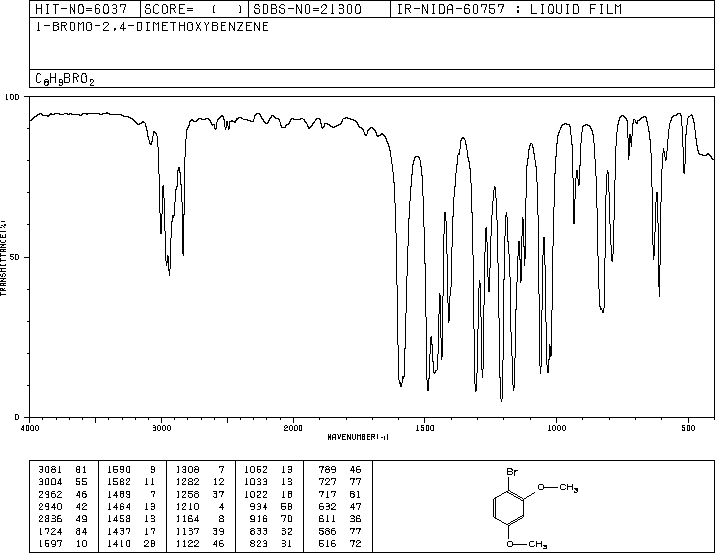 HIT-NO=6037 SCORE= ( ) SDBS-NO=21300 IR-NIDA-60757 : LIQUID FILM
1-BROMO-2,4-DIMETHOXYBENZENE
C8H9BRO2
100
50
0
TRANSMITTANCE(%)
4000 3000 2000 1500 1000 500
WAVENUMBER(-1)
3081 81 1590 9 1308 7 1062 13 789 46
3004 55 1582 11 1282 12 1033 13 727 77
2962 46 1489 7 1258 37 1022 18 717 81
2940 42 1464 13 1210 4 934 58 632 47
2836 49 1458 13 1164 8 916 70 611 36
1724 84 1437 17 1137 39 833 32 586 77
1597 10 1410 28 1122 46 823 31 516 72
Br
O—CH3
O—CH3